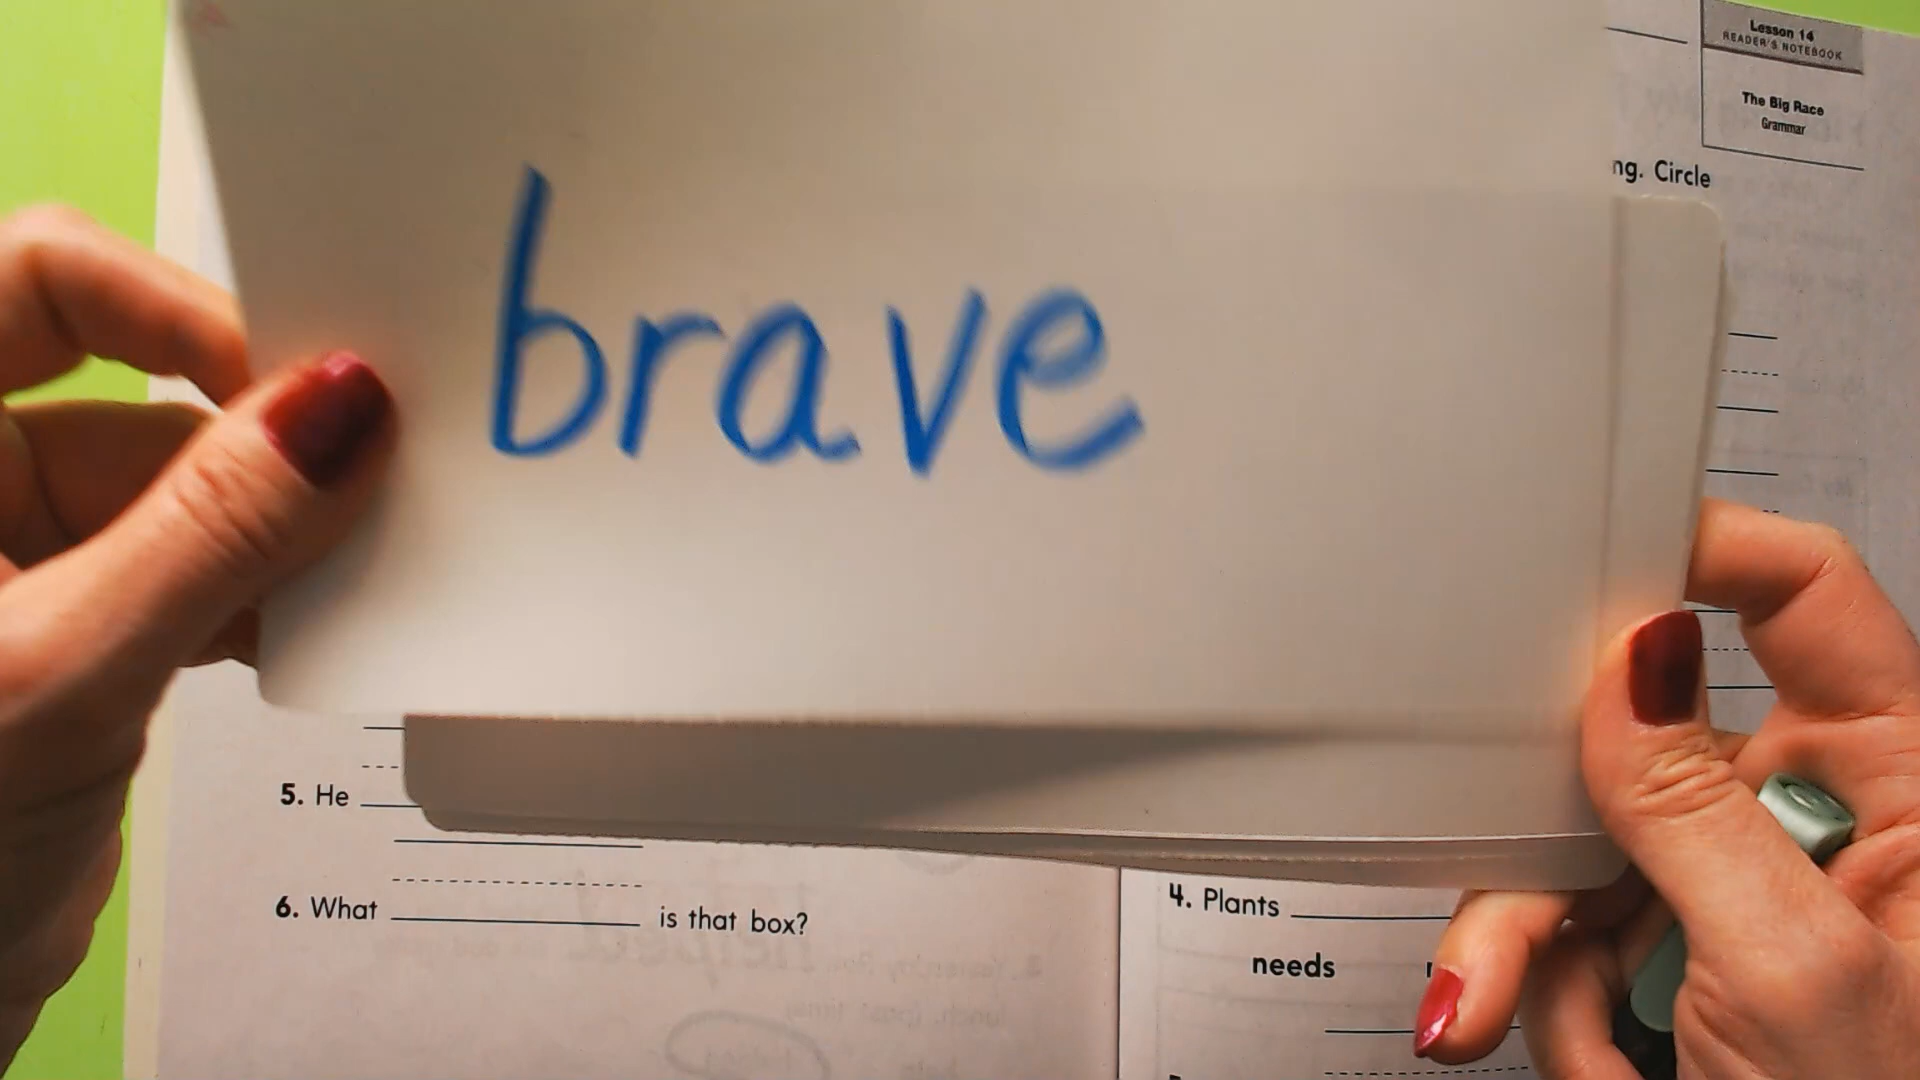 Lesson 14
READER'S NOTEBOOK
The Big Race
Grammar
ng. Circle
brave
5. He
6. What is that box?
4. Plants
needs